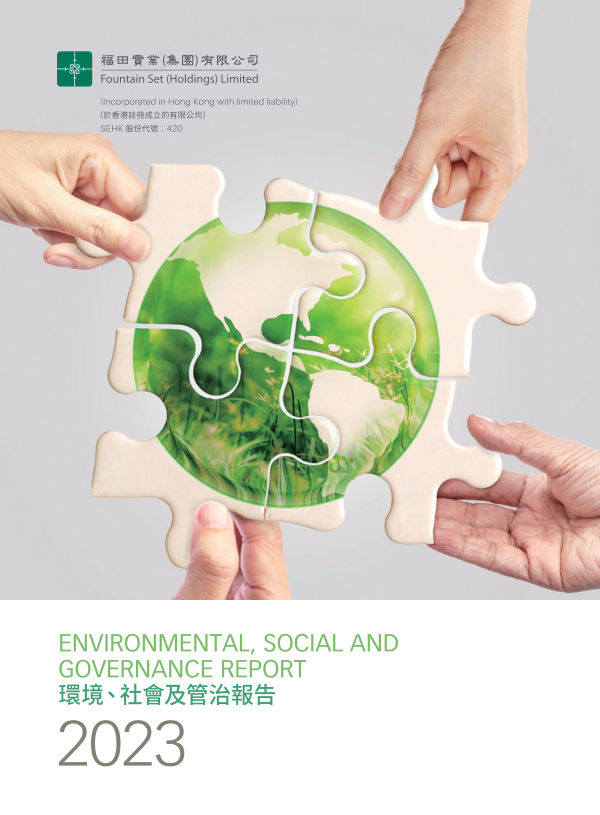 福田實業(集團)有限公司
Fountain Set (Holdings) Limited
(Incorporated in Hong Kong with limited liability)
(於香港註冊成立的有限公司)
SEHK 股份代號：420
ENVIRONMENTAL, SOCIAL AND
GOVERNANCE REPORT
環境、社會及管治報告
2023